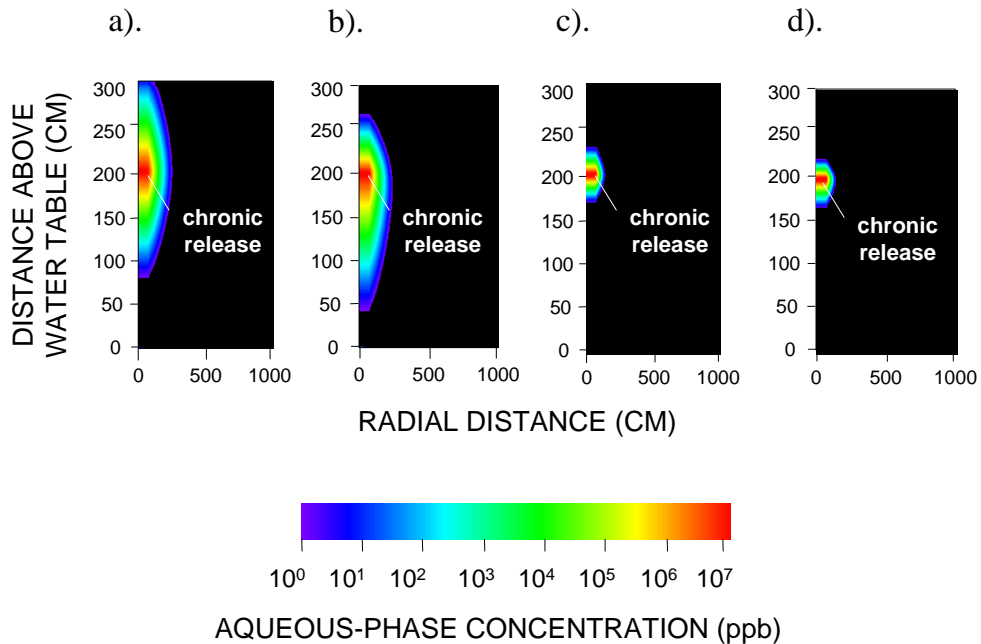 a).
b).
c).
d).
DISTANCE ABOVE
WATER TABLE (CM)
300
250
200
150
100
50
0
0
500
1000
chronic
release
300
250
200
150
100
50
0
0
500
1000
chronic
release
300
250
200
150
100
50
0
0
500
1000
chronic
release
300
250
200
150
100
50
0
0
500
1000
chronic
release
RADIAL DISTANCE (CM)
10⁰ 10¹ 10² 10³ 10⁴ 10⁵ 10⁶ 10⁷
AQUEOUS-PHASE CONCENTRATION (ppb)